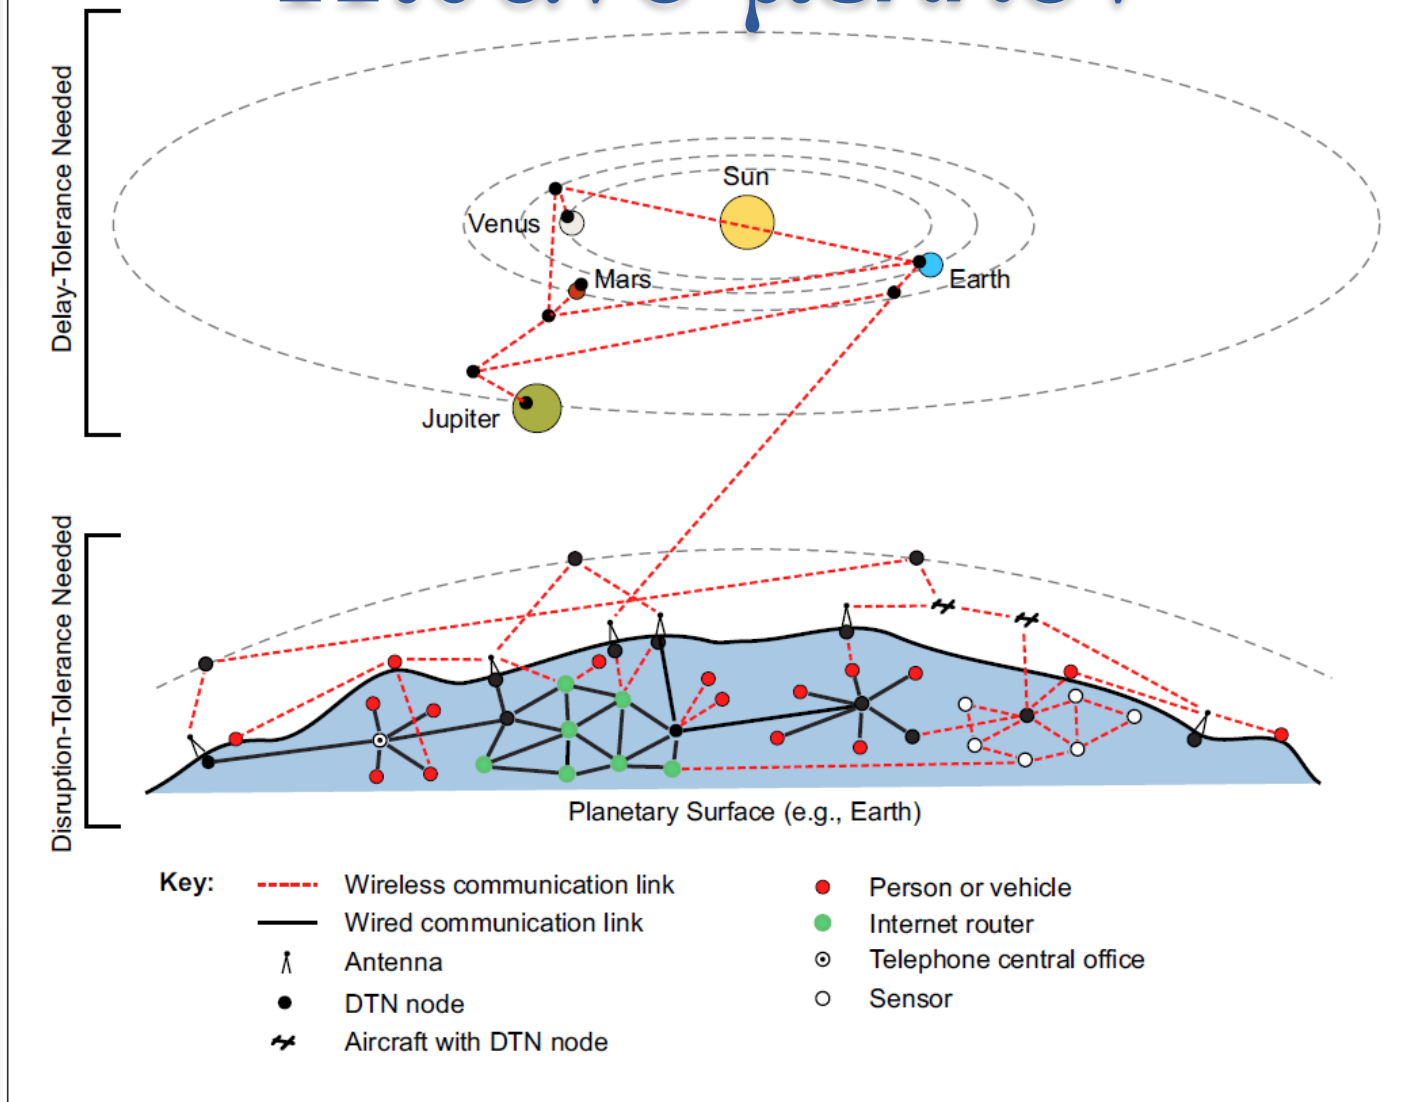 Delay-Tolerance Needed
Sun
Venus
Mars
Earth
Jupiter
Disruption-Tolerance Needed
Planetary Surface (e.g., Earth)
Key:
Wireless communication link
Wired communication link
Antenna
DTN node
Aircraft with DTN node
Person or vehicle
Internet router
Telephone central office
Sensor